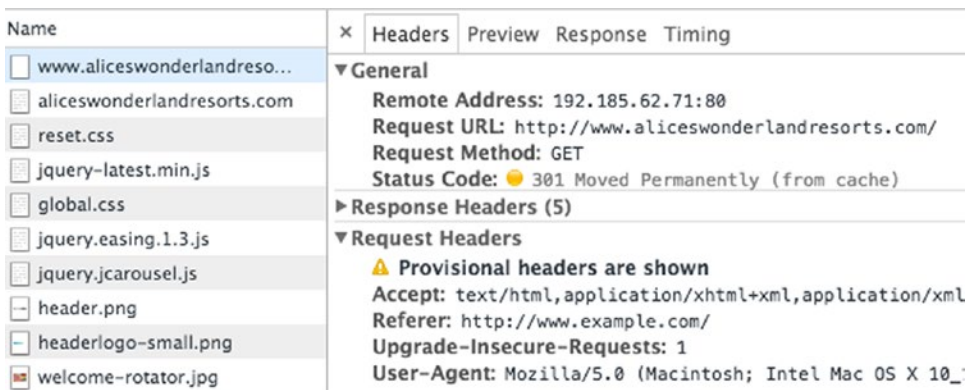 Name
www.aliceswonderlandreso...
aliceswonderlandresorts.com
reset.css
jquery-latest.min.js
global.css
jquery.easing.1.3.js
jquery.jcarousel.js
header.png
headerlogo-small.png
welcome-rotator.jpg
× Headers Preview Response Timing
▼General
Remote Address: 192.185.62.71:80
Request URL: http://www.aliceswonderlandresorts.com/
Request Method: GET
Status Code: 301 Moved Permanently (from cache)
▶Response Headers (5)
▼Request Headers
Provisional headers are shown
Accept: text/html,application/xhtml+xml,application/xml
Referer: http://www.example.com/
Upgrade-Insecure-Requests: 1
User-Agent: Mozilla/5.0 (Macintosh; Intel Mac OS X 10_